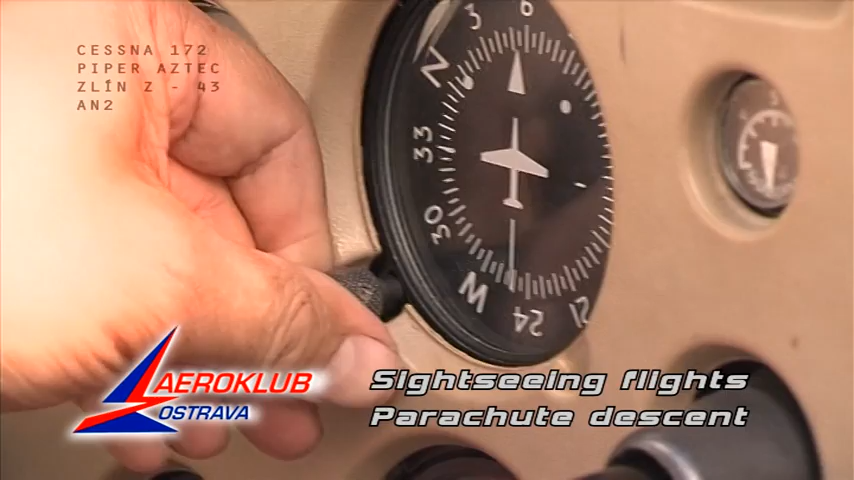 CESSNA 172
PIPER AZTEC
ZLÍN Z - 43
AN2
N
3
6
33
30
W
24
21
AEROKLUB
OSTRAVA
Sightseeing flights
Parachute descent